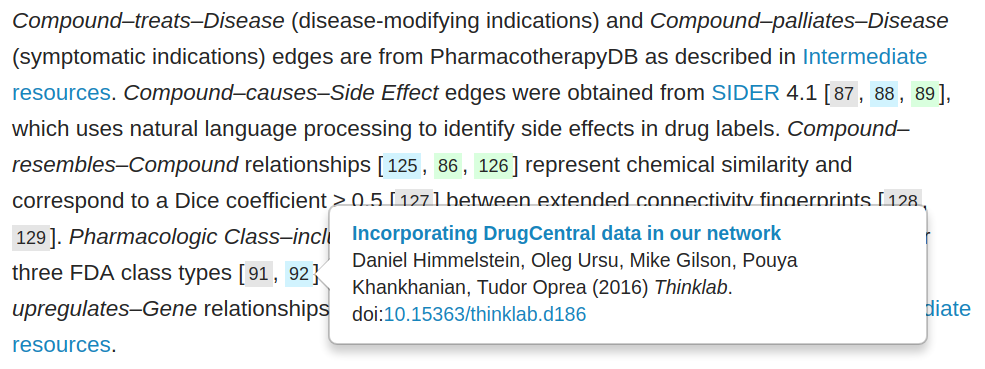 Compound–treats–Disease (disease-modifying indications) and Compound–palliates–Disease
(symptomatic indications) edges are from PharmacotherapyDB as described in Intermediate
resources. Compound–causes–Side Effect edges were obtained from SIDER 4.1 [87, 88, 89],
which uses natural language processing to identify side effects in drug labels. Compound–
resembles–Compound relationships [125, 86, 126] represent chemical similarity and
correspond to a Dice coefficient ≥ 0.5 [127] between extended connectivity fingerprints [128,
129]. Pharmacologic
three FDA class types [91, 92]
upregulates–Gene relationships
resources.
Incorporating DrugCentral data in our network
Daniel Himmelstein, Oleg Ursu, Mike Gilson, Pouya
Khankhanian, Tudor Oprea (2016) Thinklab.
doi:10.15363/thinklab.d186